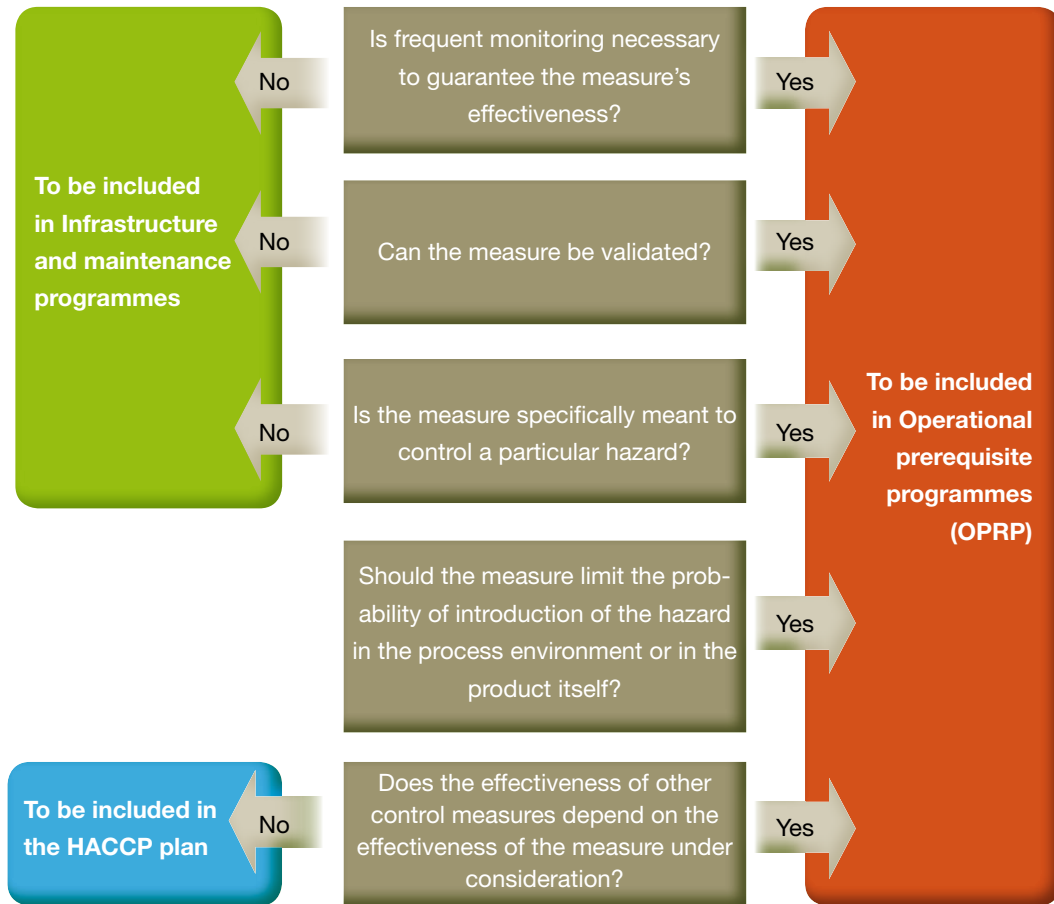 Is frequent monitoring necessary
to guarantee the measure's
effectiveness?
No
Yes
To be included
in Infrastructure
and maintenance
programmes
Can the measure be validated?
No
Yes
Is the measure specifically meant to
control a particular hazard?
No
Yes
To be included
in Operational
prerequisite
programmes
(OPRP)
Should the measure limit the prob-
ability of introduction of the hazard
in the process environment or in the
product itself?
Yes
Does the effectiveness of other
control measures depend on the
effectiveness of the measure under
consideration?
No
Yes
To be included in
the HACCP plan